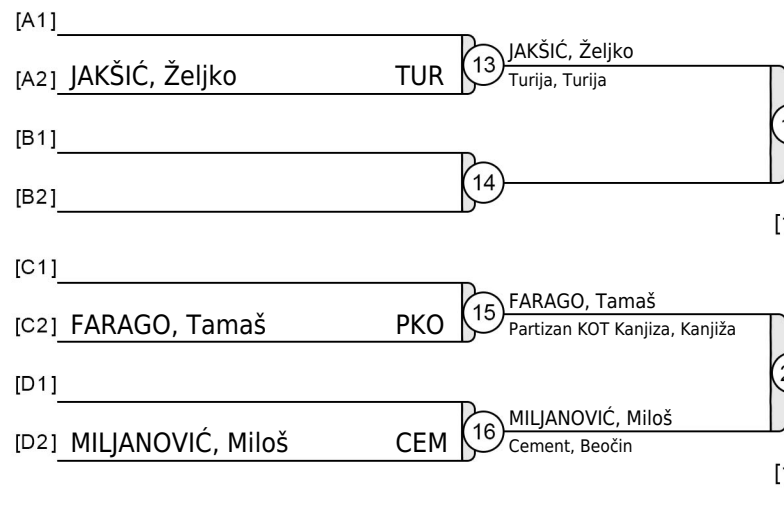 [A1]
[A2] JAKŠIĆ, Željko TUR
13
JAKŠIĆ, Željko
Turija, Turija
[B1]
[B2]
14
[C1]
[C2] FARAGO, Tamaš PKO
15
FARAGO, Tamaš
Partizan KOT Kanjiza, Kanjiža
[D1]
[D2] MILJANOVIĆ, Miloš CEM
16
MILJANOVIĆ, Miloš
Cement, Beočin